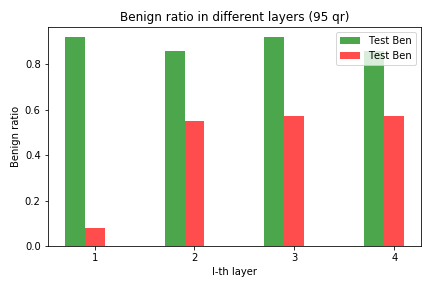 Benign ratio in different layers (95 qr)
Test Ben
Test Ben
Benign ratio
0.8
0.6
0.4
0.2
0.0
1 2 3 4
l-th layer